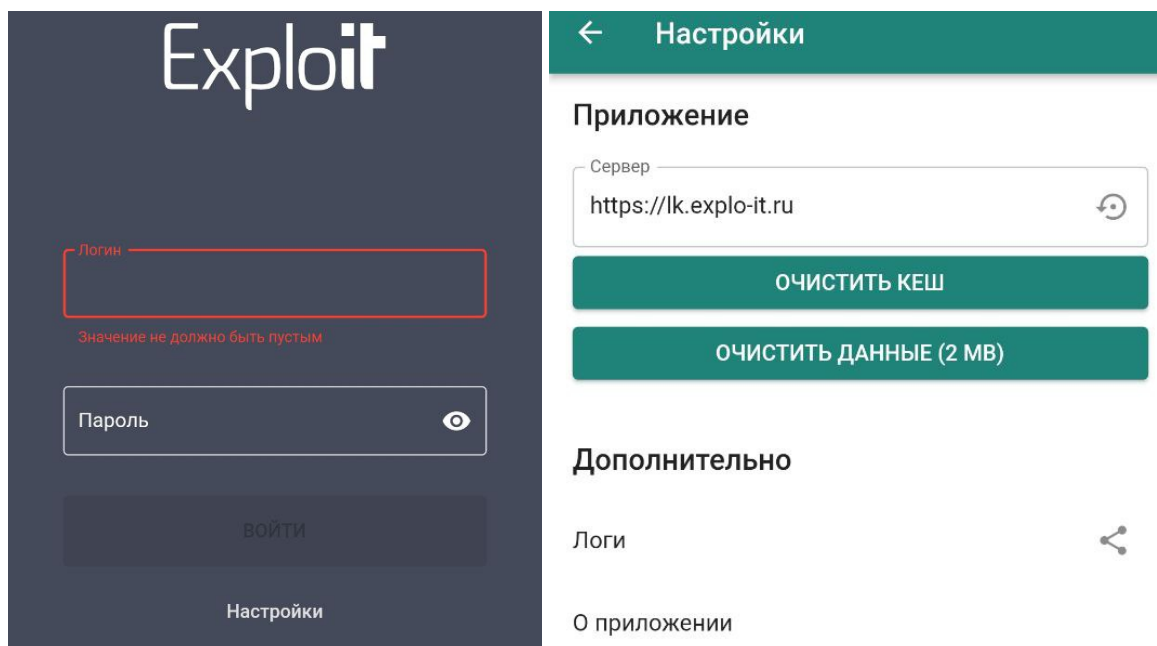 Exploit
Логин
Значение не должно быть пустым
Пароль
ВОЙТИ
Настройки
Настройки
Приложение
Сервер
https://lk.explo-it.ru
ОЧИСТИТЬ КЕШ
ОЧИСТИТЬ ДАННЫЕ (2 MB)
Дополнительно
Логи
О приложении